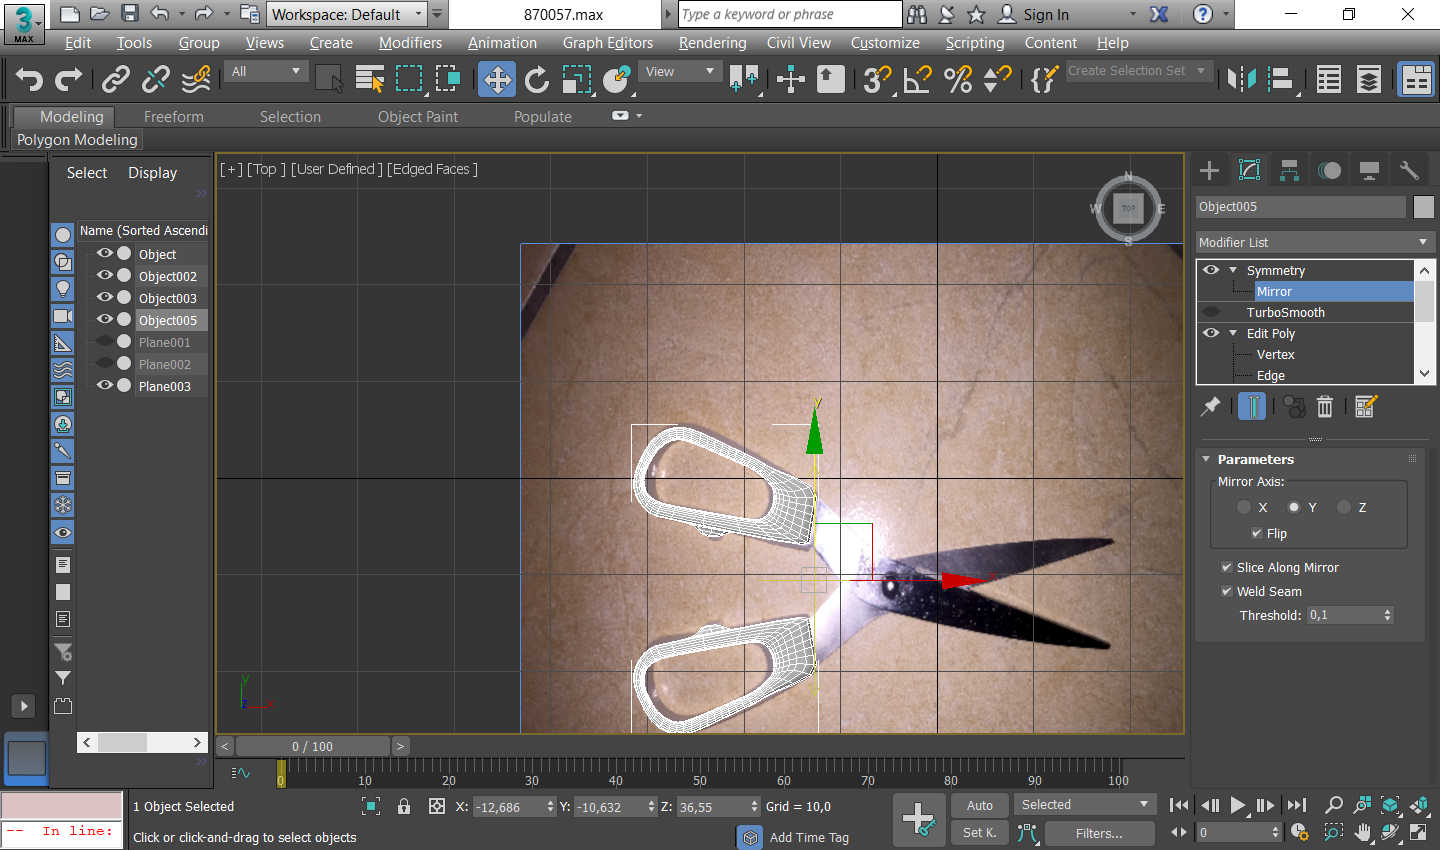 3
MAX
Workspace: Default
870057.max
Type a keyword or phrase
Sign In
Edit Tools Group Views Create Modifiers Animation Graph Editors Rendering Civil View Customize Scripting Content Help
All
View
3
Create Selection Set
Modeling Freeform Selection Object Paint Populate
Polygon Modeling
Select Display
Name (Sorted Ascendi
Object
Object002
Object003
Object005
Plane001
Plane002
Plane003
[+] [Top ] [User Defined ] [Edged Faces ]
N
W TOP E
S
y
y
z x
Object005
Modifier List
Symmetry
Mirror
TurboSmooth
Edit Poly
Vertex
Edge
Parameters
Mirror Axis:
X Y Z
Flip
Slice Along Mirror
Weld Seam
Threshold: 0,1
< 0 / 100 >
0 10 20 30 40 50 60 70 80 90 100
-- In line:
1 Object Selected
X: -12,686 Y: -10,632 Z: 36,55 Grid = 10,0
Click or click-and-drag to select objects
Add Time Tag
Auto Selected
Set K. Filters...
0